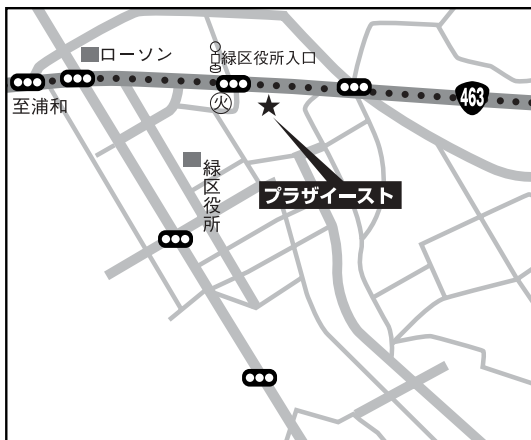 ローソン
緑区役所入口
463
至浦和
火
緑区役所
プラザイースト